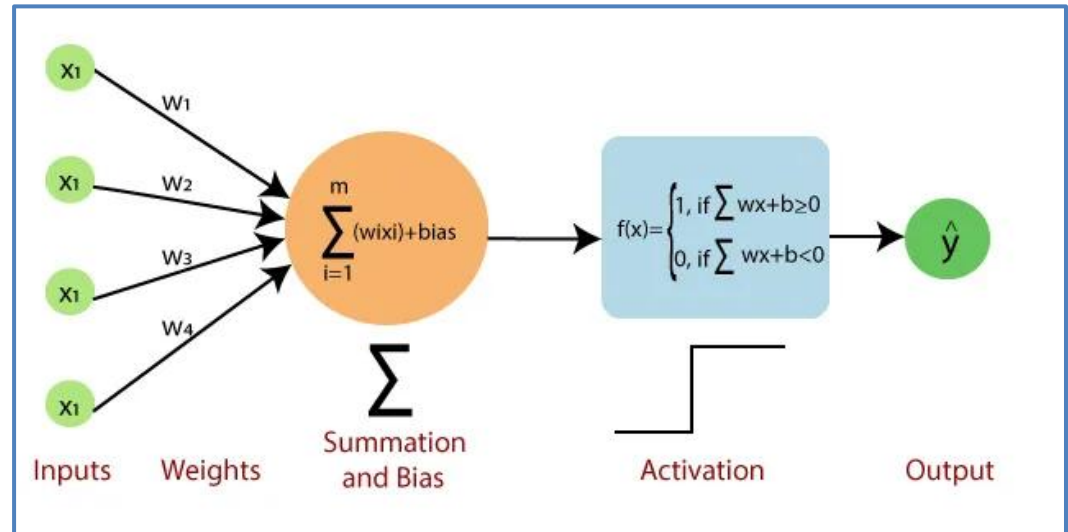 x1
x1
x1
x1
w1
w2
w3
w4
m
∑(wixi)+bias
i=1
f(x)={1, if ∑ wx+b≥0
0, if ∑ wx+b<0
ŷ
∑
Inputs
Weights
Summation
and Bias
Activation
Output